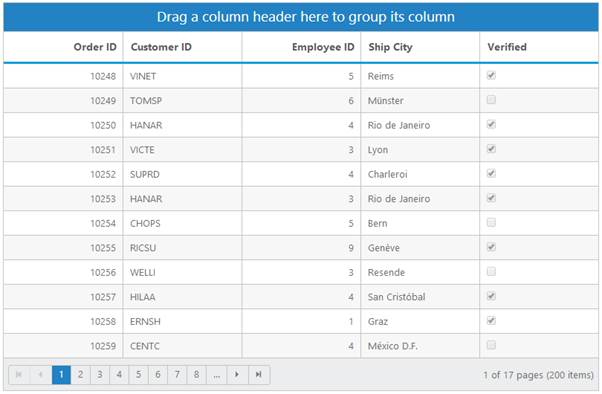 Drag a column header here to group its column
Order ID Customer ID Employee ID Ship City Verified
10248 VINET 5 Reims
10249 TOMSP 6 Münster
10250 HANAR 4 Rio de Janeiro
10251 VICTE 3 Lyon
10252 SUPRD 4 Charleroi
10253 HANAR 3 Rio de Janeiro
10254 CHOPS 5 Bern
10255 RICSU 9 Genève
10256 WELLI 3 Resende
10257 HILAA 4 San Cristóbal
10258 ERNSH 1 Graz
10259 CENTC 4 México D.F.
1 2 3 4 5 6 7 8 ... 1 of 17 pages (200 items)